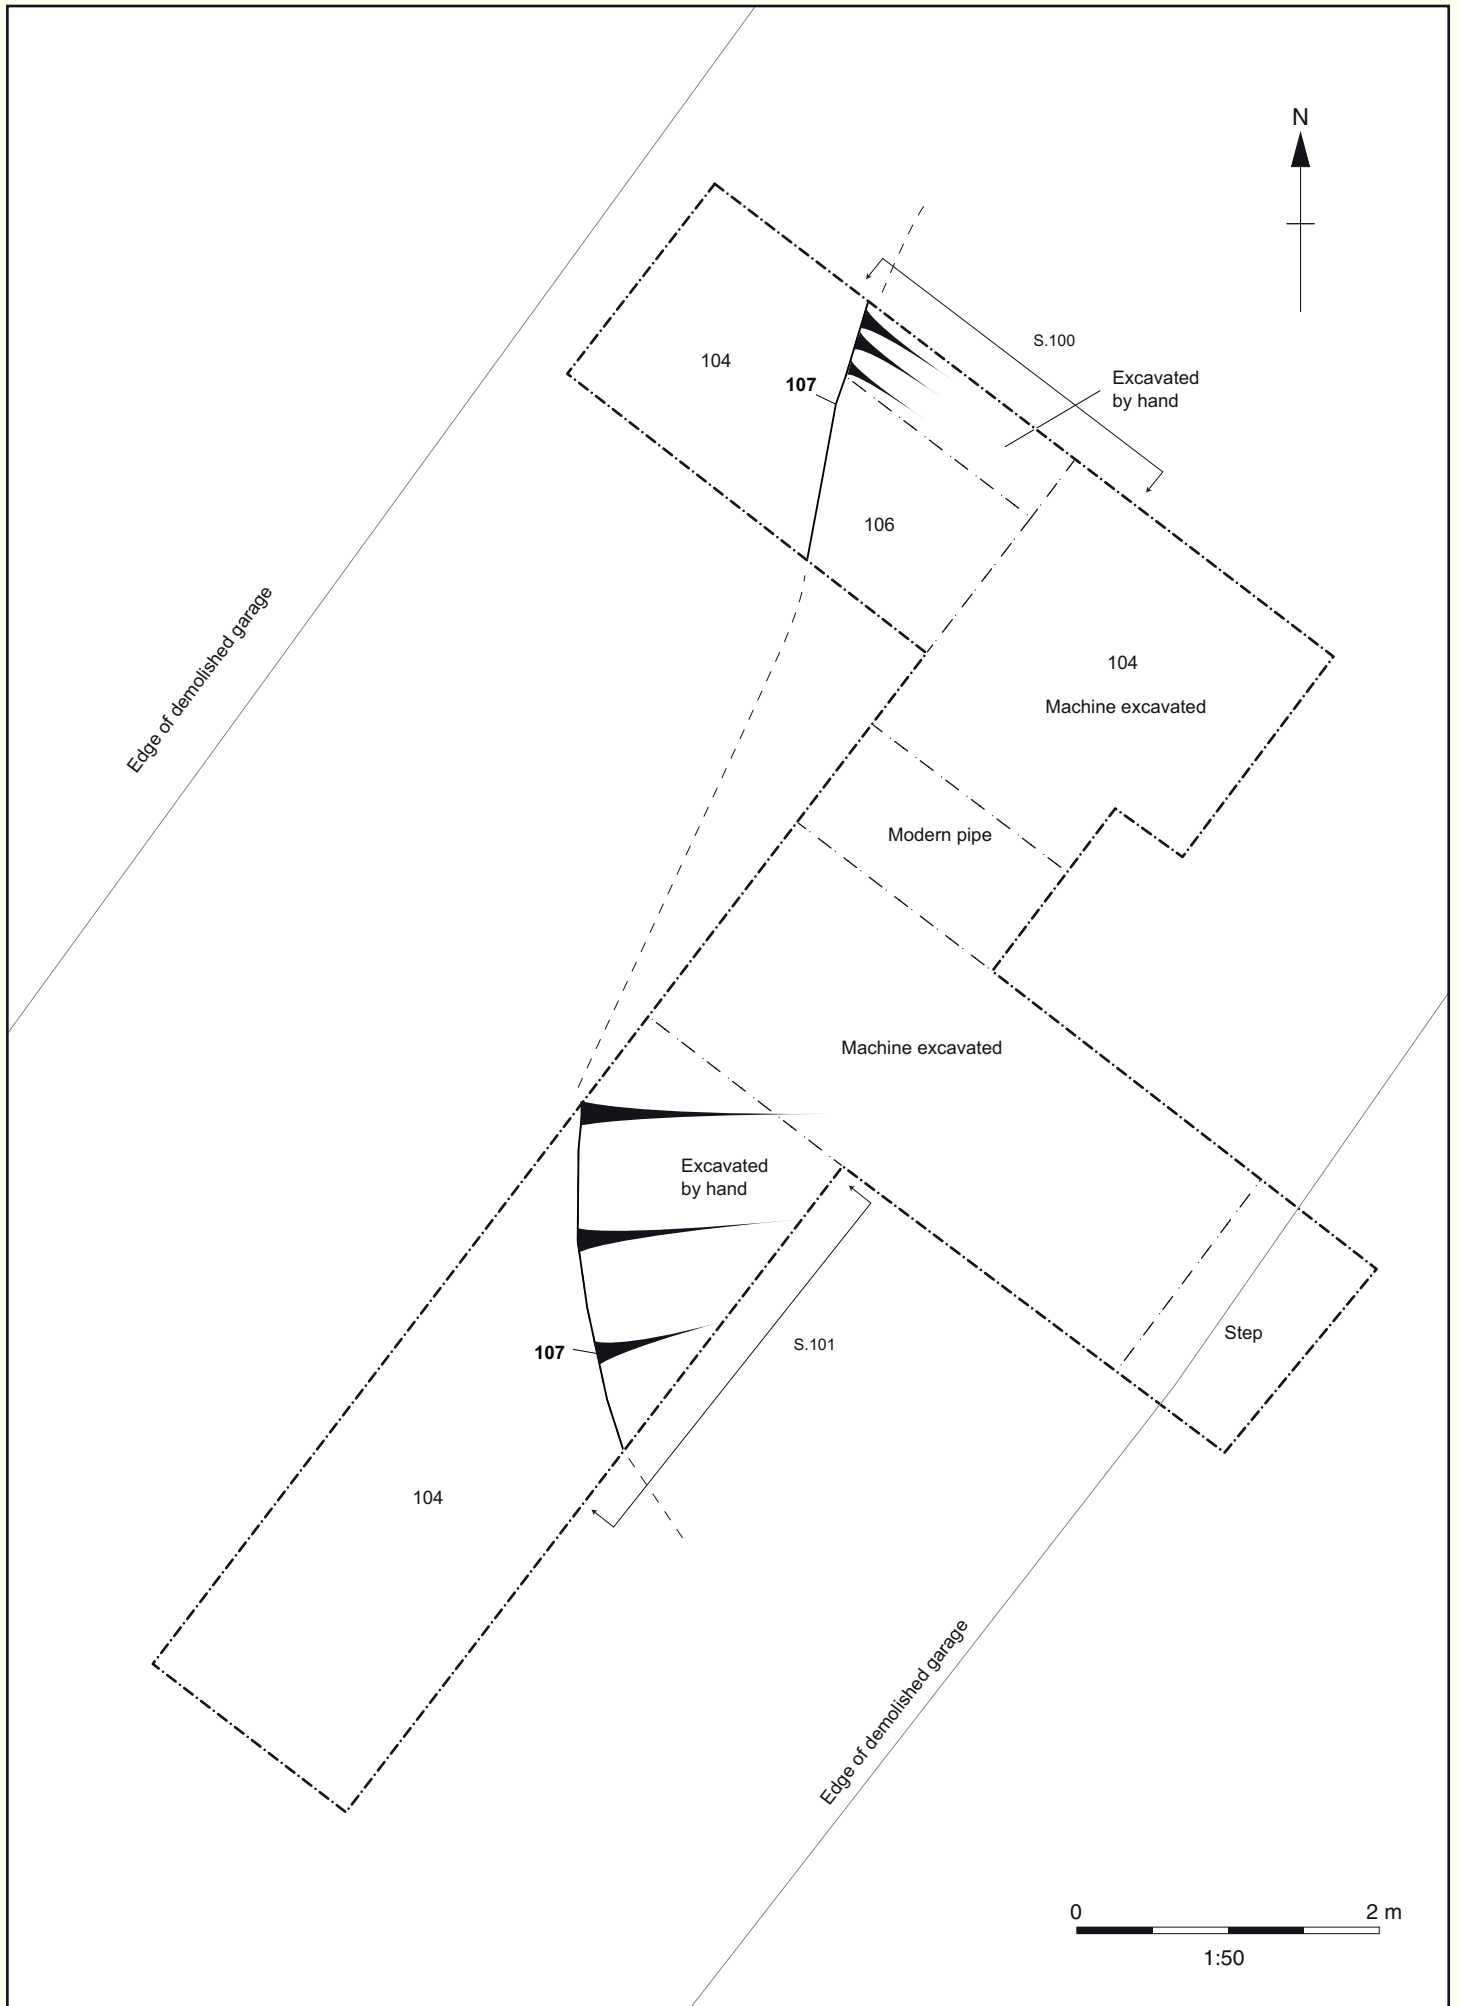 N
S.100
104
Excavated
by hand
107
106
Edge of demolished garage
104
Machine excavated
Modern pipe
Machine excavated
Excavated
by hand
Step
S.101
107
104
Edge of demolished garage
0 2 m
1:50